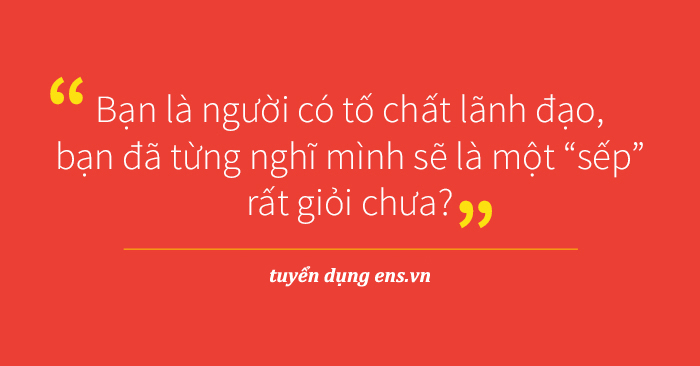 “ Bạn là người có tố chất lãnh đạo,
bạn đã từng nghĩ mình sẽ là một “sếp”
rất giỏi chưa? ”
tuyển dụng ens.vn